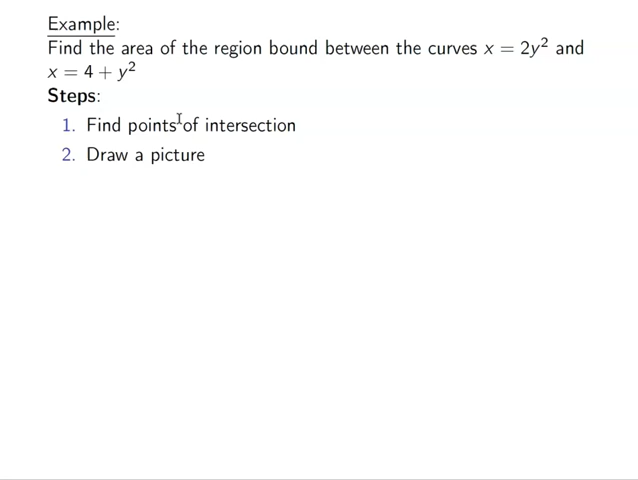 Example:
Find the area of the region bound between the curves x = 2y² and
x = 4 + y²
Steps:
1. Find points of intersection
2. Draw a picture